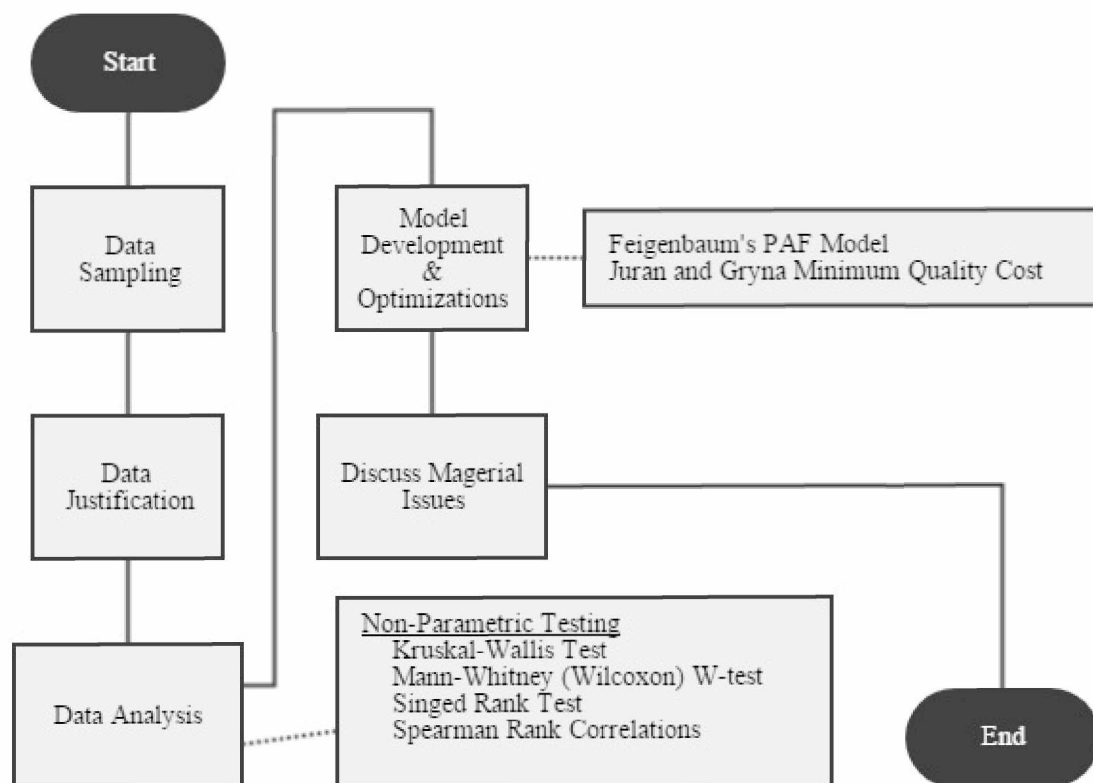 Start
Data
Sampling
Data
Justification
Data Analysis
Model
Development
&
Optimizations
Feigenbaum's PAF Model
Juran and Gryna Minimum Quality Cost
Discuss Magerial
Issues
Non-Parametric Testing
Kruskal-Wallis Test
Mann-Whitney (Wilcoxon) W-test
Singed Rank Test
Spearman Rank Correlations
End